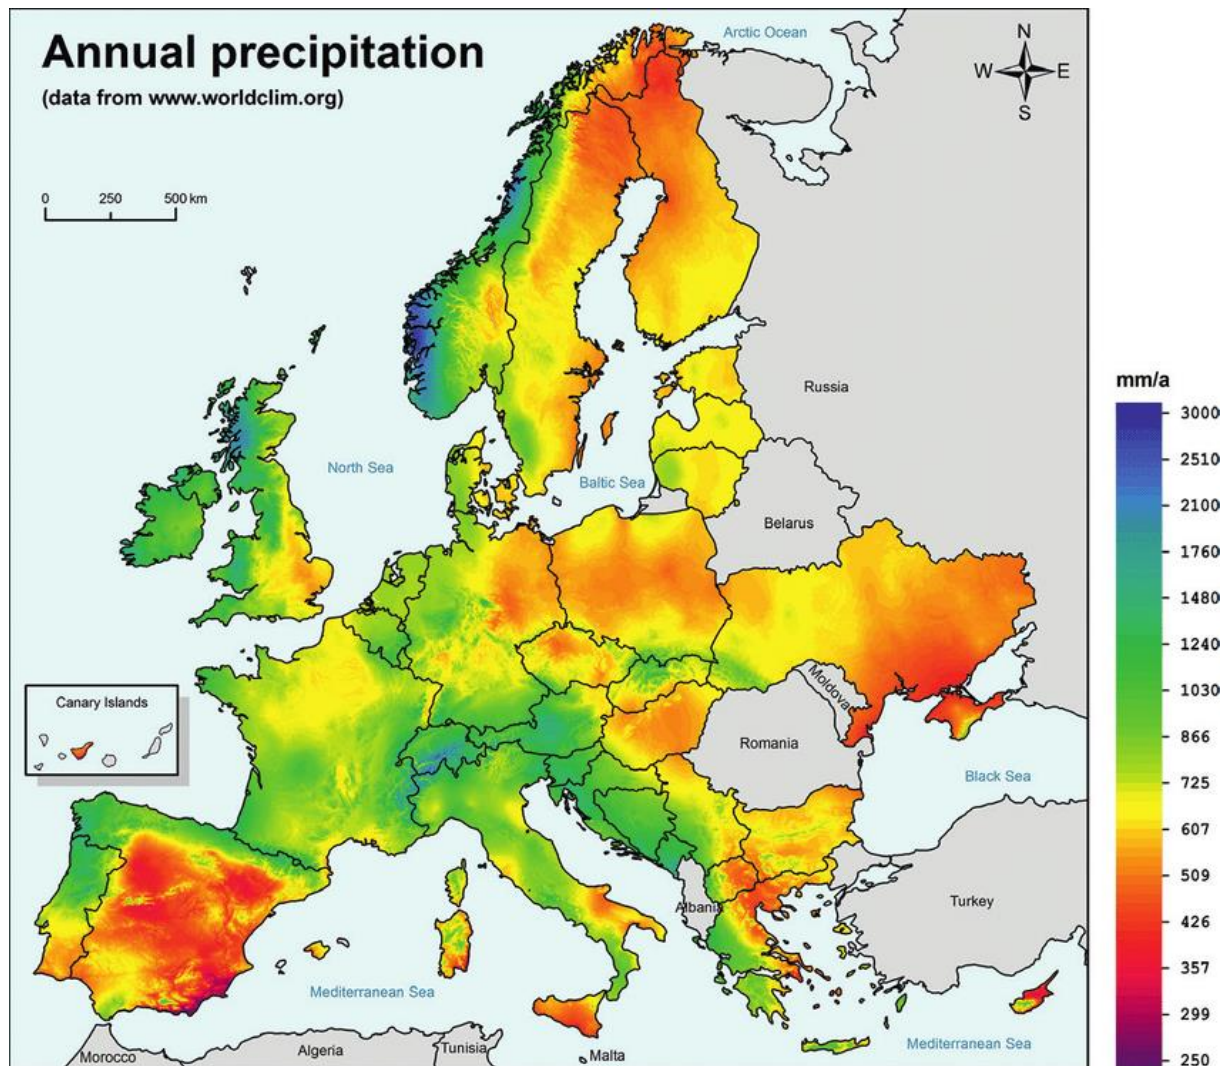 Annual precipitation
(data from www.worldclim.org)
Arctic Ocean
N
W E
S
0 250 500 km
Russia
North Sea
Baltic Sea
Belarus
Canary Islands
Moldova
Romania
Black Sea
Albania
Turkey
Mediterranean Sea
Mediterranean Sea
Morocco
Algeria
Tunisia
Malta
mm/a
3000
2510
2100
1760
1480
1240
1030
866
725
607
509
426
357
299
250